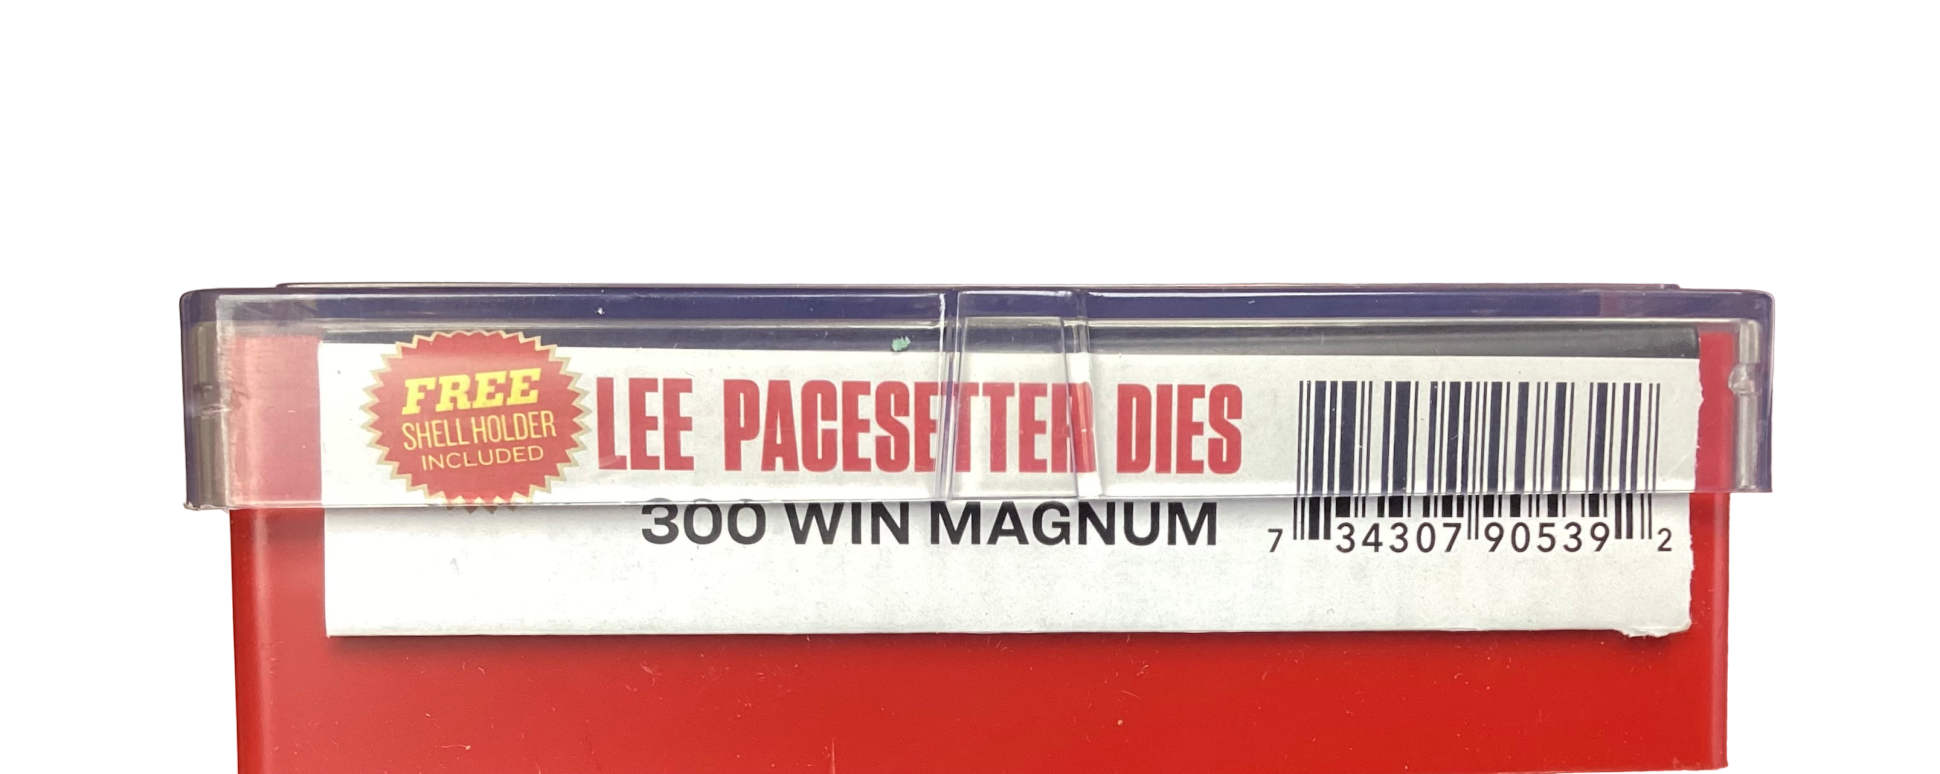 FREE
SHELL HOLDER
INCLUDED
LEE PACESETTER DIES
300 WIN MAGNUM
7 34307 90539 2